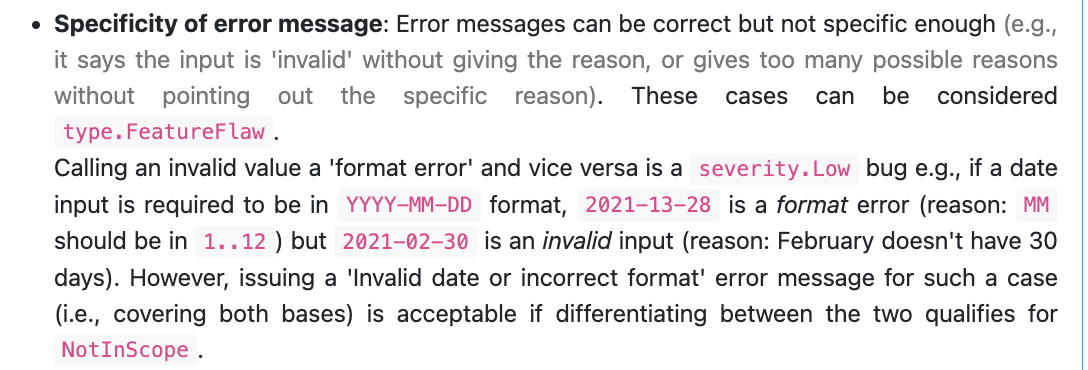 • Specificity of error message: Error messages can be correct but not specific enough (e.g.,
it says the input is 'invalid' without giving the reason, or gives too many possible reasons
without pointing out the specific reason). These cases can be considered
type.FeatureFlaw .
Calling an invalid value a 'format error' and vice versa is a severity.Low bug e.g., if a date
input is required to be in YYYY-MM-DD format, 2021-13-28 is a format error (reason: MM
should be in 1..12 ) but 2021-02-30 is an invalid input (reason: February doesn't have 30
days). However, issuing a 'Invalid date or incorrect format' error message for such a case
(i.e., covering both bases) is acceptable if differentiating between the two qualifies for
NotInScope .